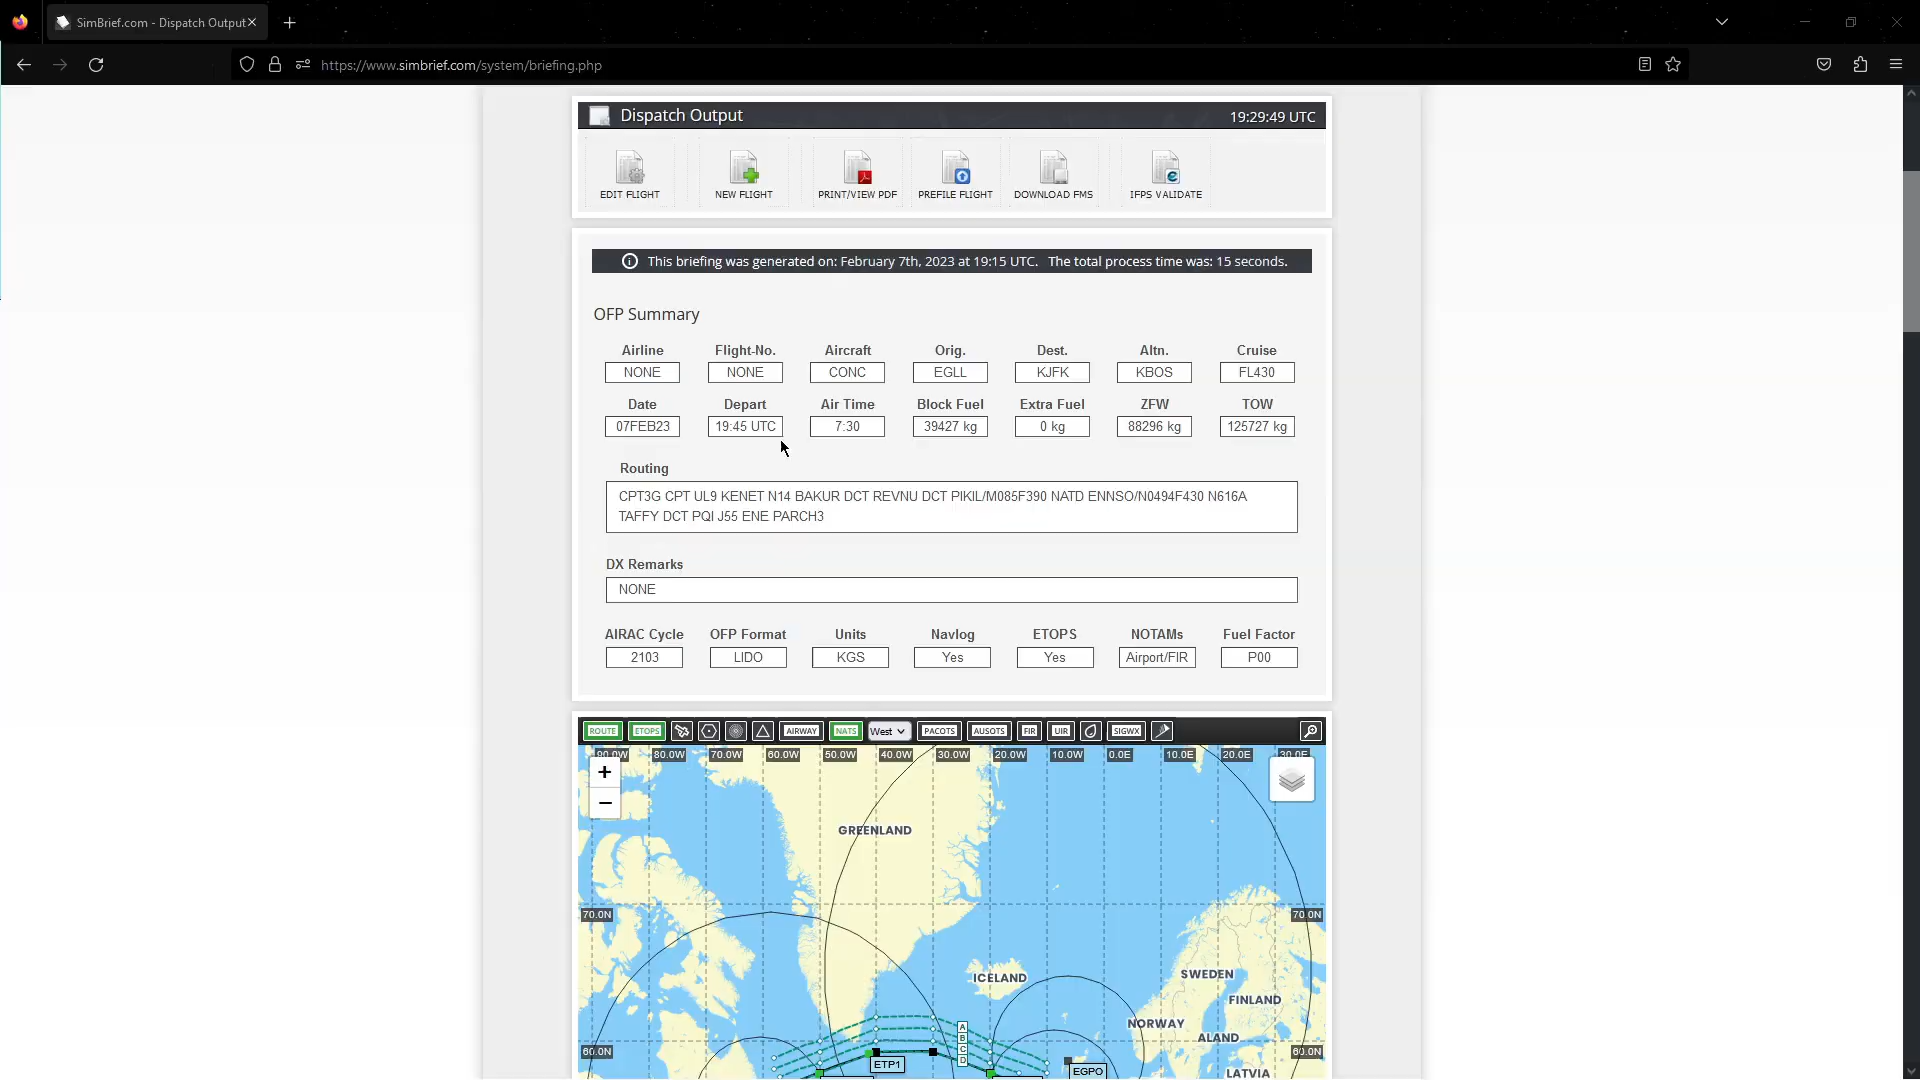 SimBrief.com - Dispatch Output
https://www.simbrief.com/system/briefing.php
Dispatch Output
19:29:49 UTC
EDIT FLIGHT
NEW FLIGHT
PRINT/VIEW PDF
PREFILE FLIGHT
DOWNLOAD FMS
IFPS VALIDATE
This briefing was generated on: February 7th, 2023 at 19:15 UTC. The total process time was: 15 seconds.
OFP Summary
Airline Flight-No. Aircraft Orig. Dest. Altn. Cruise
NONE NONE CONC EGLL KJFK KBOS FL430
Date Depart Air Time Block Fuel Extra Fuel ZFW TOW
07FEB23 19:45 UTC 7:30 39427 kg 0 kg 88296 kg 125727 kg
Routing
CPT3G CPT UL9 KENET N14 BAKUR DCT REVNU DCT PIKIL/M085F390 NATD ENNSO/N0494F430 N616A
TAFFY DCT PQI J55 ENE PARCH3
DX Remarks
NONE
AIRAC Cycle OFP Format Units Navlog ETOPS NOTAMs Fuel Factor
2103 LIDO KGS Yes Yes Airport/FIR P00
ROUTE ETOPS AIRWAY NATS West PACOTS AUSOTS FIR UIR SIGWX
90.0W 80.0W 70.0W 60.0W 50.0W 40.0W 30.0W 20.0W 10.0W 0.0E 10.0E 20.0E 30.0E
+
−
GREENLAND
70.0N 70.0N
ICELAND
SWEDEN
FINLAND
NORWAY
ALAND
A
B
C
D
60.0N 60.0N
ETP1
EGPO
LATVIA